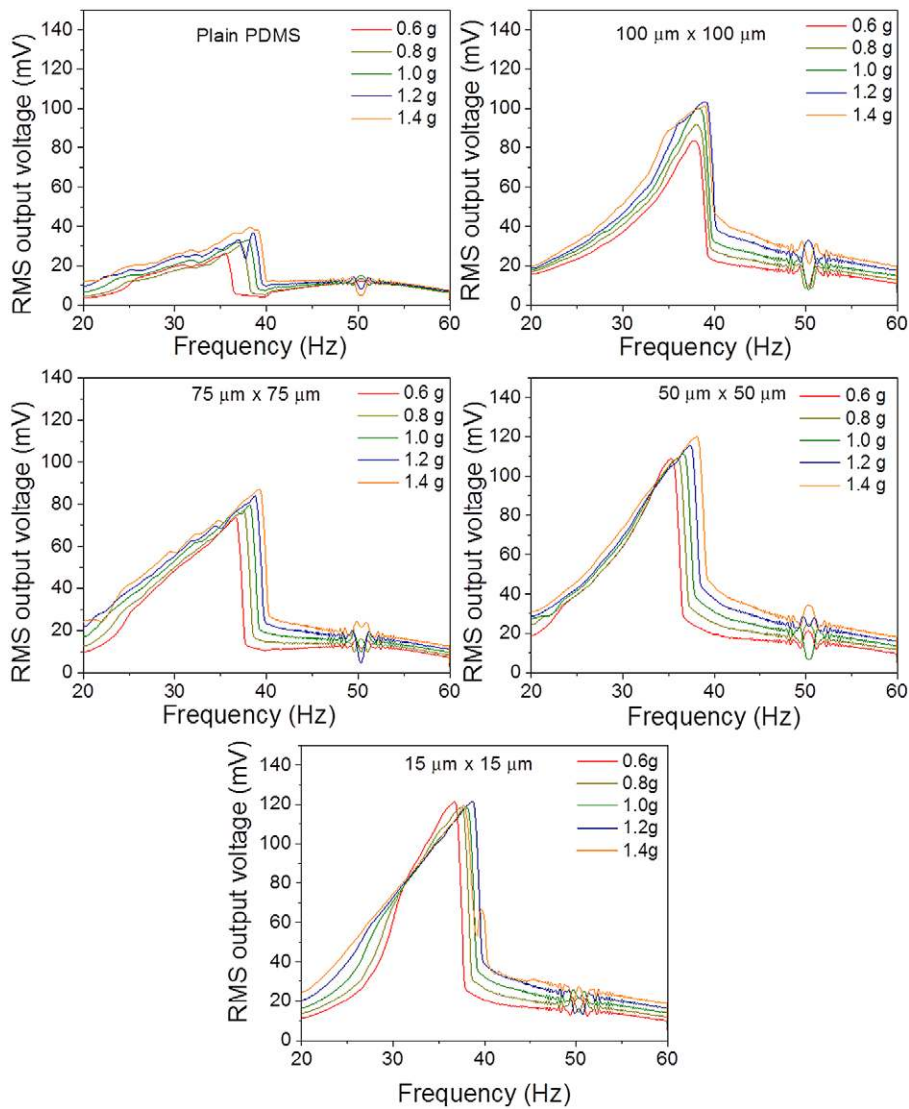 Plain PDMS
0.6 g
0.8 g
1.0 g
1.2 g
1.4 g
RMS output voltage (mV)
140
120
100
80
60
40
20
0
20 30 40 50 60
Frequency (Hz)
100 μm x 100 μm
0.6 g
0.8 g
1.0 g
1.2 g
1.4 g
RMS output voltage (mV)
140
120
100
80
60
40
20
0
20 30 40 50 60
Frequency (Hz)
75 μm x 75 μm
0.6 g
0.8 g
1.0 g
1.2 g
1.4 g
RMS output voltage (mV)
140
120
100
80
60
40
20
0
20 30 40 50 60
Frequency (Hz)
50 μm x 50 μm
0.6 g
0.8 g
1.0 g
1.2 g
1.4 g
RMS output voltage (mV)
140
120
100
80
60
40
20
0
20 30 40 50 60
Frequency (Hz)
15 μm x 15 μm
0.6g
0.8g
1.0g
1.2g
1.4g
RMS output voltage (mV)
140
120
100
80
60
40
20
0
20 30 40 50 60
Frequency (Hz)